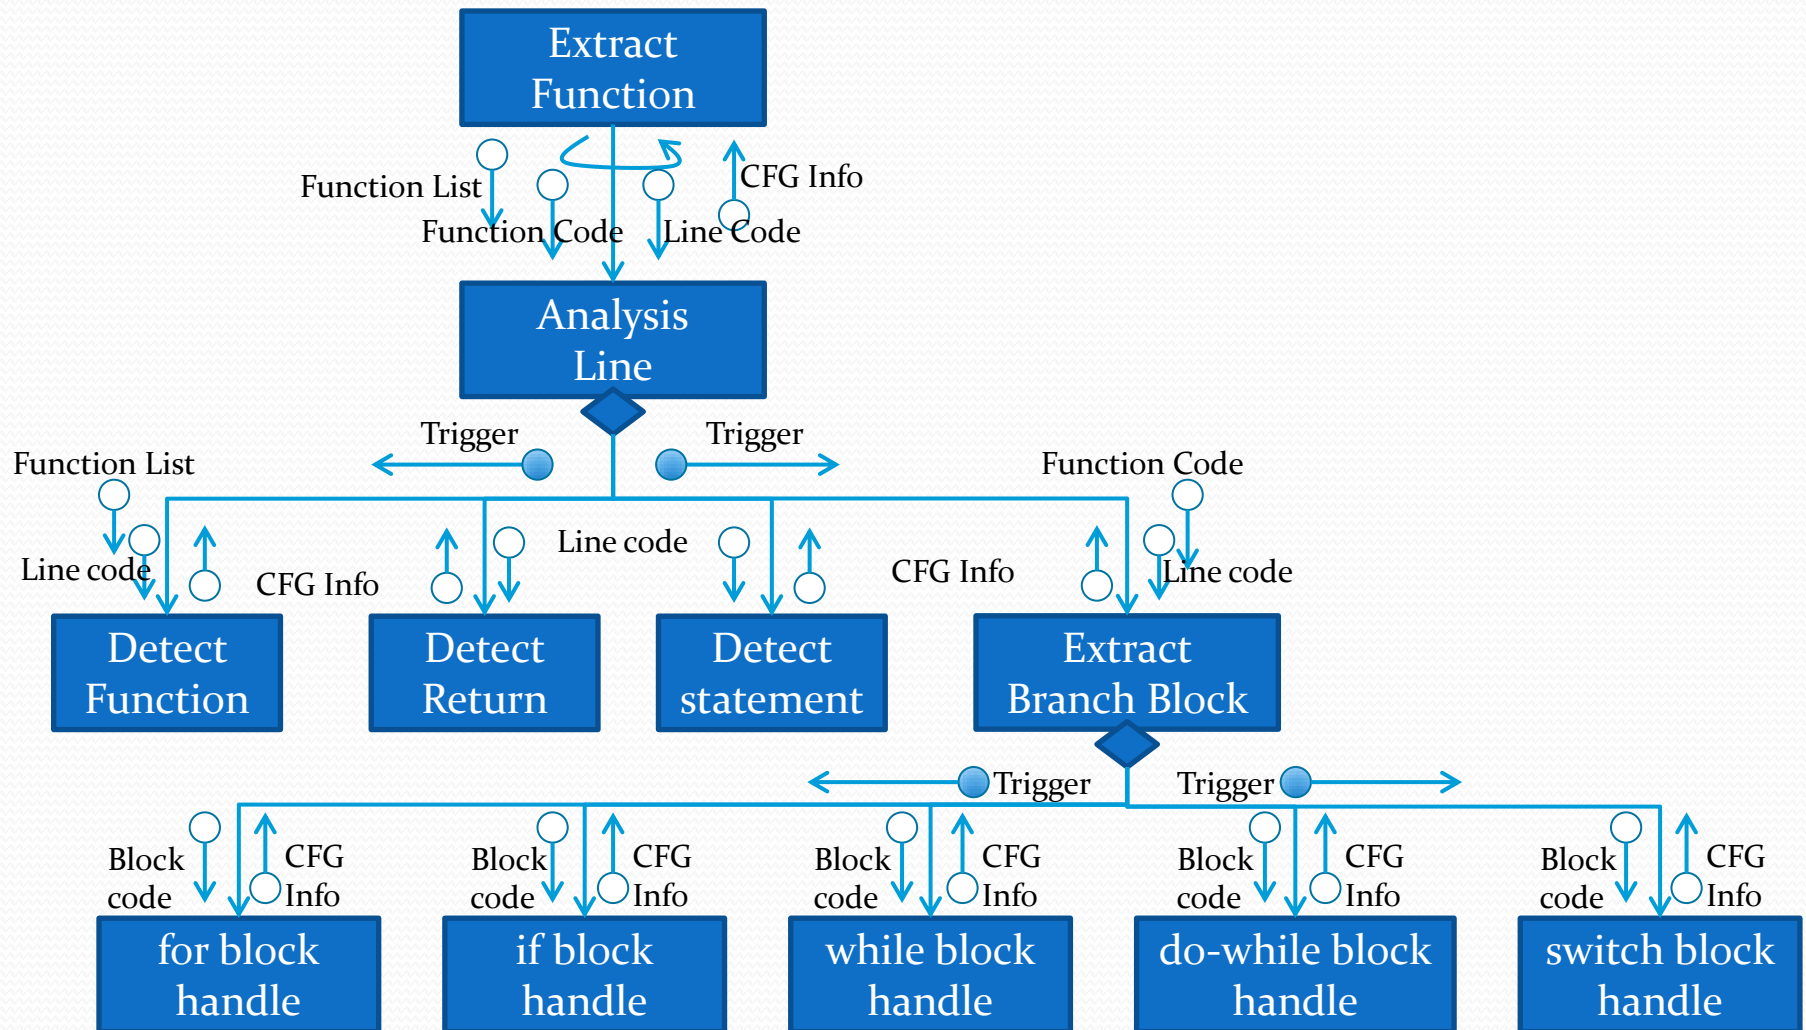 Extract
Function
Function List
CFG Info
Function Code
Line Code
Analysis
Line
Trigger
Trigger
Function List
Function Code
Line code
CFG Info
Line code
CFG Info
Line code
Detect
Function
Detect
Return
Detect
statement
Extract
Branch Block
Trigger
Trigger
Block
code
CFG
Info
Block
code
CFG
Info
Block
code
CFG
Info
Block
code
CFG
Info
Block
code
CFG
Info
for block
handle
if block
handle
while block
handle
do-while block
handle
switch block
handle